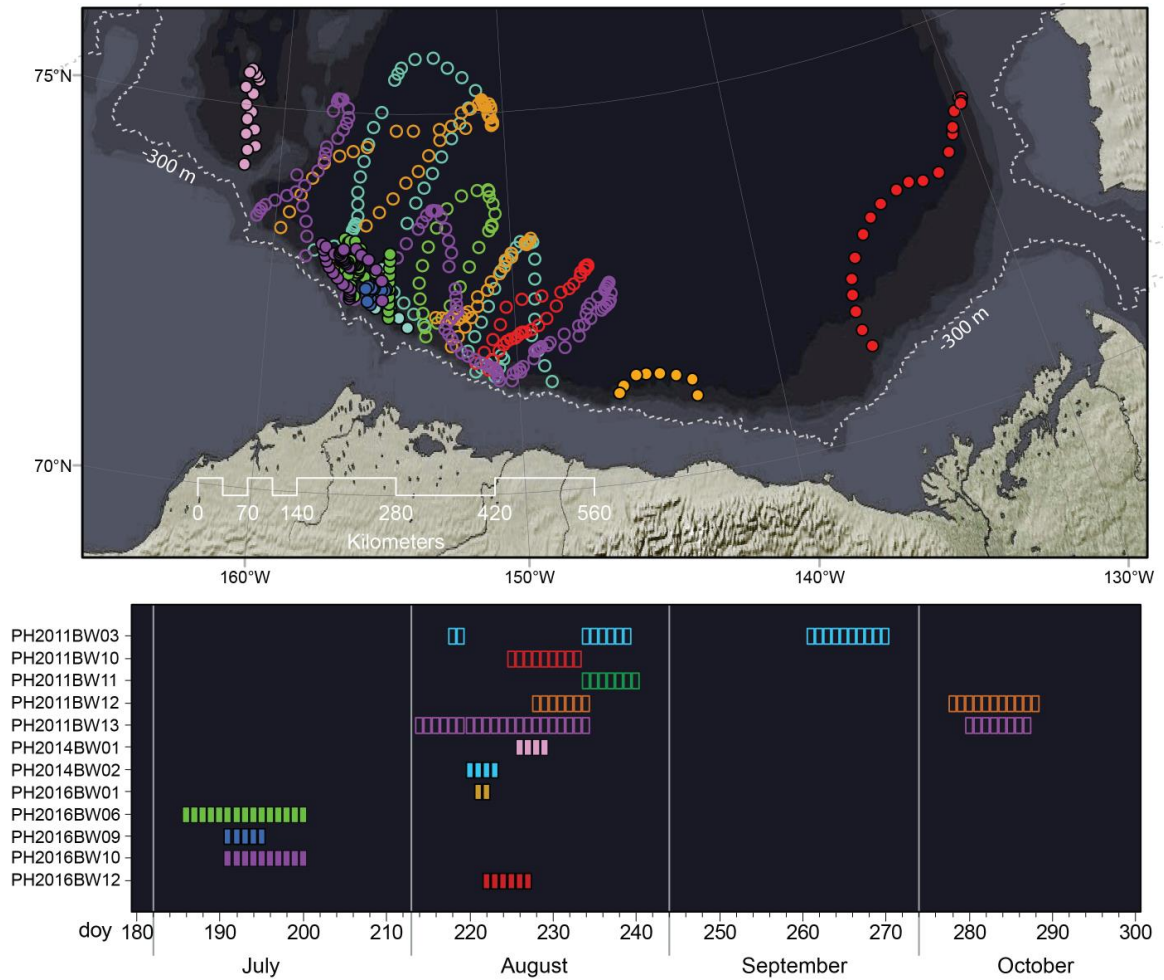 75°N
-300 m
-300 m
70°N
0 70 140 280 420 560
Kilometers
160°W 150°W 140°W 130°W
PH2011BW03
PH2011BW10
PH2011BW11
PH2011BW12
PH2011BW13
PH2014BW01
PH2014BW02
PH2016BW01
PH2016BW06
PH2016BW09
PH2016BW10
PH2016BW12
doy 180 190 200 210 220 230 240 250 260 270 280 290 300
July August September October